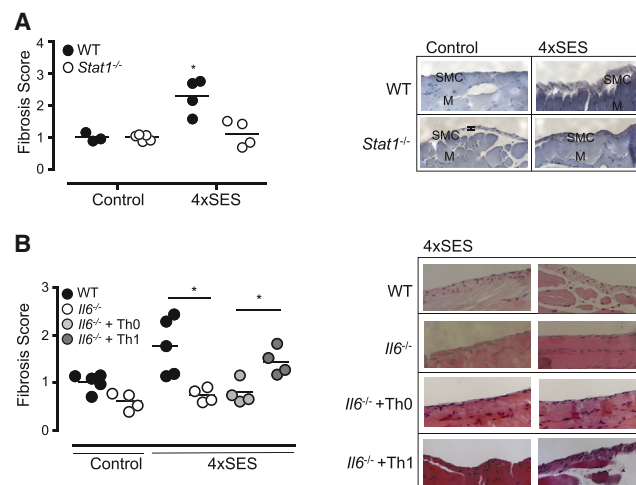 A
Fibrosis Score
4
3
2
1
0
WT
Stat1-/-
*
Control
4xSES
Control
4xSES
WT
SMC
M
SMC
M
Stat1-/-
SMC
M
SMC
M
B
Fibrosis Score
3
2
1
0
WT
Il6-/-
Il6-/- + Th0
Il6-/- + Th1
*
*
Control
4xSES
4xSES
WT
Il6-/-
Il6-/- +Th0
Il6-/- +Th1